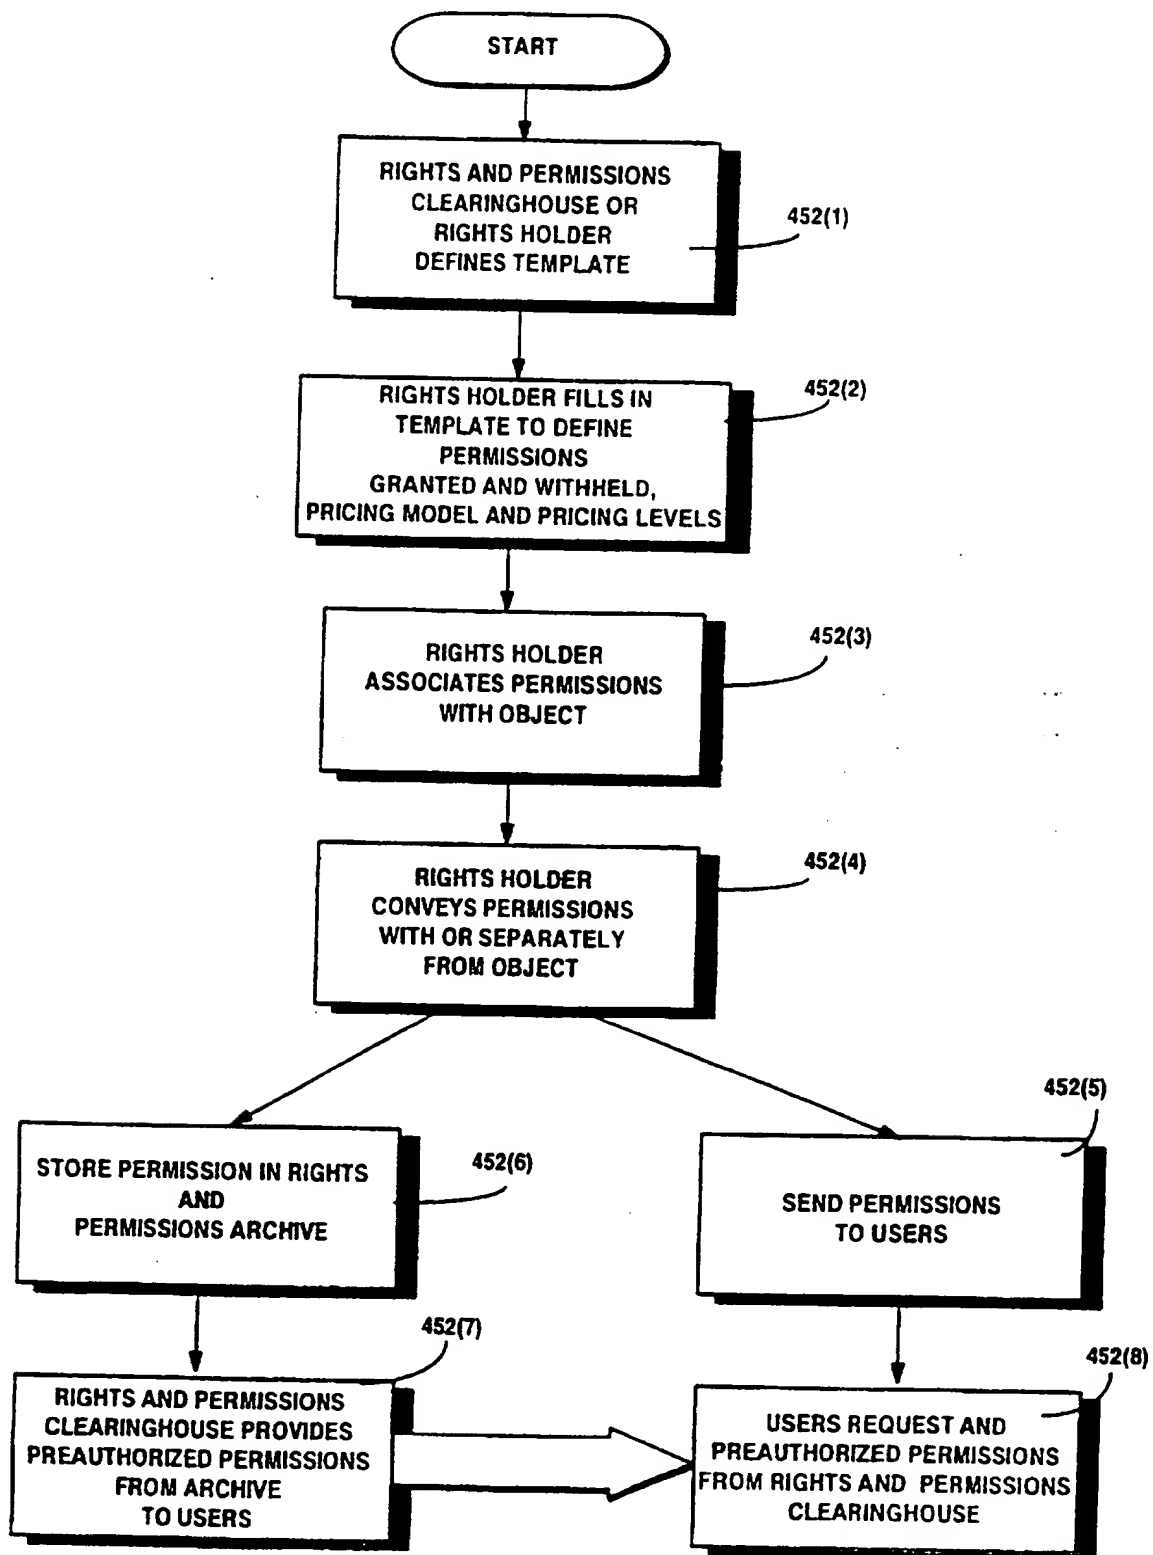 START
RIGHTS AND PERMISSIONS
CLEARINGHOUSE OR
RIGHTS HOLDER
DEFINES TEMPLATE
452(1)
RIGHTS HOLDER FILLS IN
TEMPLATE TO DEFINE
PERMISSIONS
GRANTED AND WITHHELD,
PRICING MODEL AND PRICING LEVELS
452(2)
RIGHTS HOLDER
ASSOCIATES PERMISSIONS
WITH OBJECT
452(3)
RIGHTS HOLDER
CONVEYS PERMISSIONS
WITH OR SEPARATELY
FROM OBJECT
452(4)
STORE PERMISSION IN RIGHTS
AND
PERMISSIONS ARCHIVE
452(6)
452(5)
SEND PERMISSIONS
TO USERS
452(7)
RIGHTS AND PERMISSIONS
CLEARINGHOUSE PROVIDES
PREAUTHORIZED PERMISSIONS
FROM ARCHIVE
TO USERS
452(8)
USERS REQUEST AND
PREAUTHORIZED PERMISSIONS
FROM RIGHTS AND PERMISSIONS
CLEARINGHOUSE